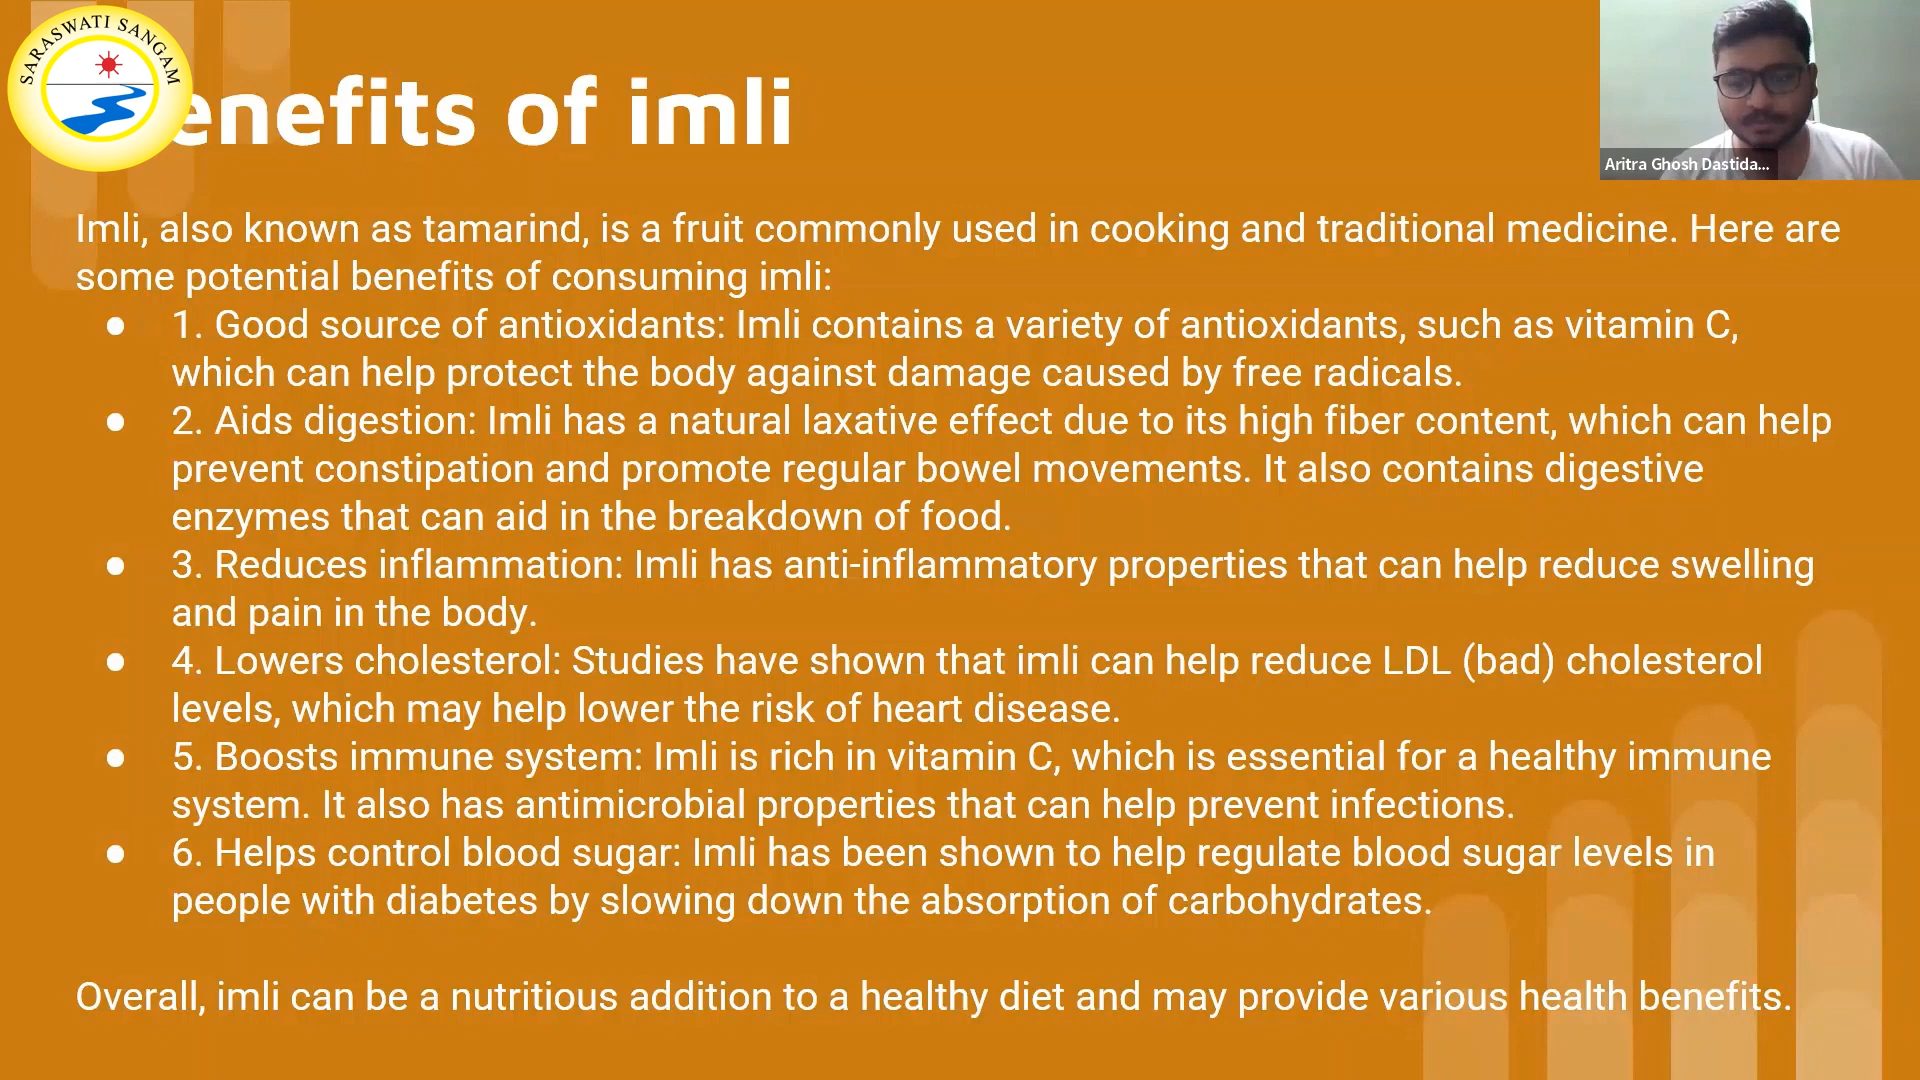 SARASWATI SANGAM
enefits of imli
Aritra Ghosh Dastida...
Imli, also known as tamarind, is a fruit commonly used in cooking and traditional medicine. Here are
some potential benefits of consuming imli:
● 1. Good source of antioxidants: Imli contains a variety of antioxidants, such as vitamin C,
which can help protect the body against damage caused by free radicals.
● 2. Aids digestion: Imli has a natural laxative effect due to its high fiber content, which can help
prevent constipation and promote regular bowel movements. It also contains digestive
enzymes that can aid in the breakdown of food.
● 3. Reduces inflammation: Imli has anti-inflammatory properties that can help reduce swelling
and pain in the body.
● 4. Lowers cholesterol: Studies have shown that imli can help reduce LDL (bad) cholesterol
levels, which may help lower the risk of heart disease.
● 5. Boosts immune system: Imli is rich in vitamin C, which is essential for a healthy immune
system. It also has antimicrobial properties that can help prevent infections.
● 6. Helps control blood sugar: Imli has been shown to help regulate blood sugar levels in
people with diabetes by slowing down the absorption of carbohydrates.
Overall, imli can be a nutritious addition to a healthy diet and may provide various health benefits.